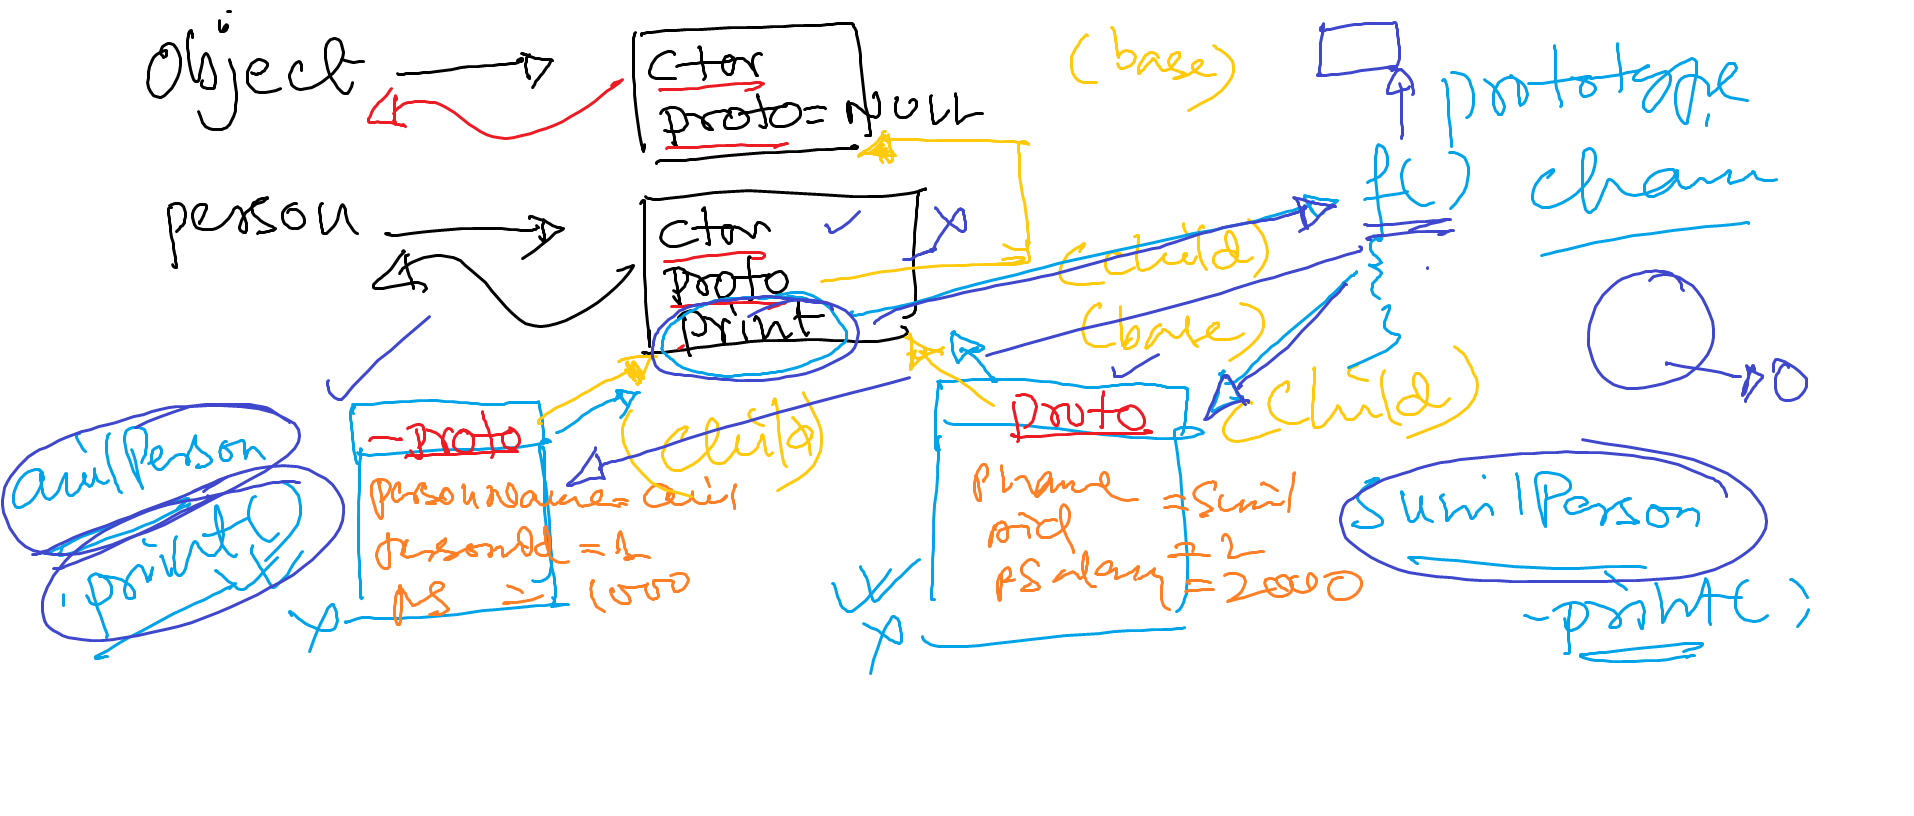 object
ctor
proto = NULL
(base)
prototype
chain
person
ctor
proto
print
f()
(child)
(base)
(child)
(child)
proto
personName = anil
personId = 1
ps = 1000
proto
pname = sunil
pid = 2
pSalary = 20000
anilPerson
.print()
sunilPerson
-print()